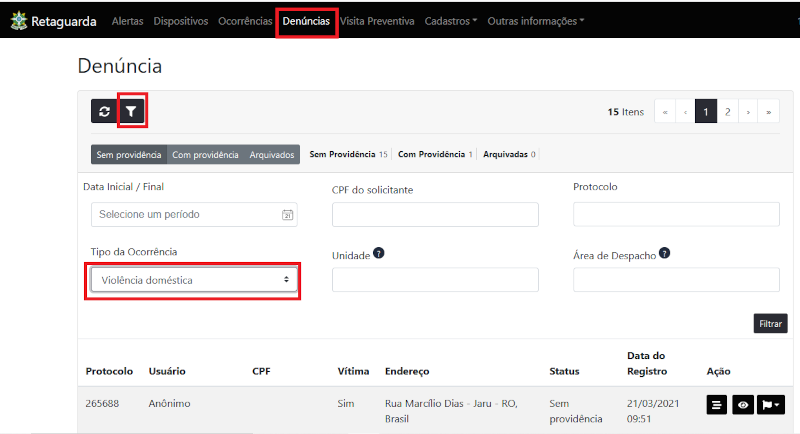 Retaguarda Alertas Dispositivos Ocorrências Denúncias Visita Preventiva Cadastros Outras informações
Denúncia
15 Itens « ‹ 1 2 › »
Sem providência Com providência Arquivados Sem Providência 15 Com Providência 1 Arquivadas 0
Data Inicial / Final CPF do solicitante Protocolo
Selecione um período 21
Tipo da Ocorrência Unidade ? Área de Despacho ?
Violência doméstica
Filtrar
Protocolo Usuário CPF Vítima Endereço Status Data do Registro Ação
265688 Anônimo Sim Rua Marcílio Dias - Jaru - RO, Sem 21/03/2021
Brasil providência 09:51